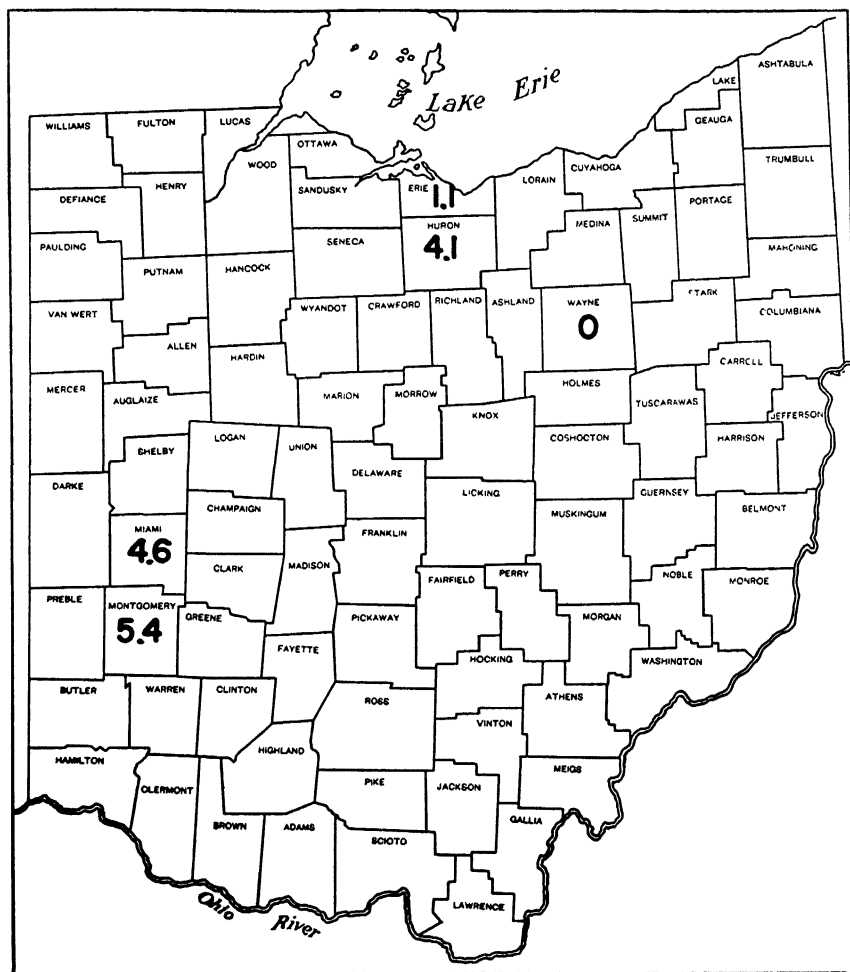 Lake Erie
LAKE
ASHTABULA
GEAUGA
WILLIAMS
FULTON
LUCAS
OTTAWA
WOOD
CUYAHOGA
TRUMBULL
HENRY
SANDUSKY
ERIE
1.1
LORAIN
DEFIANCE
PORTAGE
SUMMIT
MEDINA
HURON
4.1
SENECA
PAULDING
MAHONING
PUTNAM
HANCOCK
STARK
VAN WERT
WYANDOT
CRAWFORD
RICHLAND
ASHLAND
WAYNE
0
COLUMBIANA
ALLEN
HARDIN
CARROLL
MERCER
AUGLAIZE
MARION
MORROW
HOLMES
TUSCARAWAS
JEFFERSON
KNOX
LOGAN
UNION
COSHOCTON
HARRISON
SHELBY
DELAWARE
DARKE
LICKING
GUERNSEY
CHAMPAIGN
MUSKINGUM
BELMONT
MIAMI
4.6
FRANKLIN
CLARK
MADISON
FAIRFIELD
PERRY
NOBLE
MONROE
PREBLE
MONTGOMERY
5.4
GREENE
PICKAWAY
MORGAN
FAYETTE
HOCKING
WASHINGTON
BUTLER
WARREN
CLINTON
ROSS
ATHENS
VINTON
HIGHLAND
HAMILTON
MEIGS
CLERMONT
PIKE
JACKSON
BROWN
ADAMS
GALLIA
SCIOTO
LAWRENCE
Ohio River